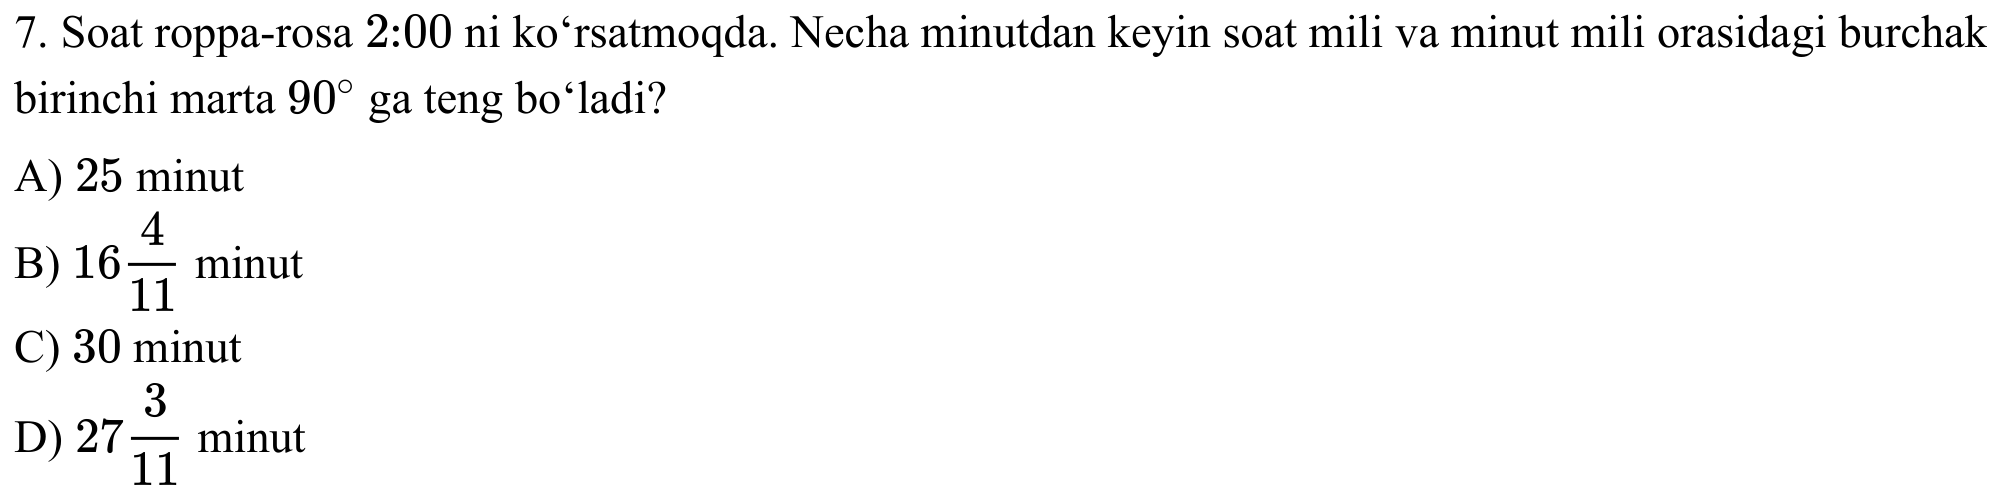 7. Soat roppa-rosa 2:00 ni ko‘rsatmoqda. Necha minutdan keyin soat mili va minut mili orasidagi burchak
birinchi marta 90° ga teng bo‘ladi?
A) 25 minut
B) 16 4/11 minut
C) 30 minut
D) 27 3/11 minut